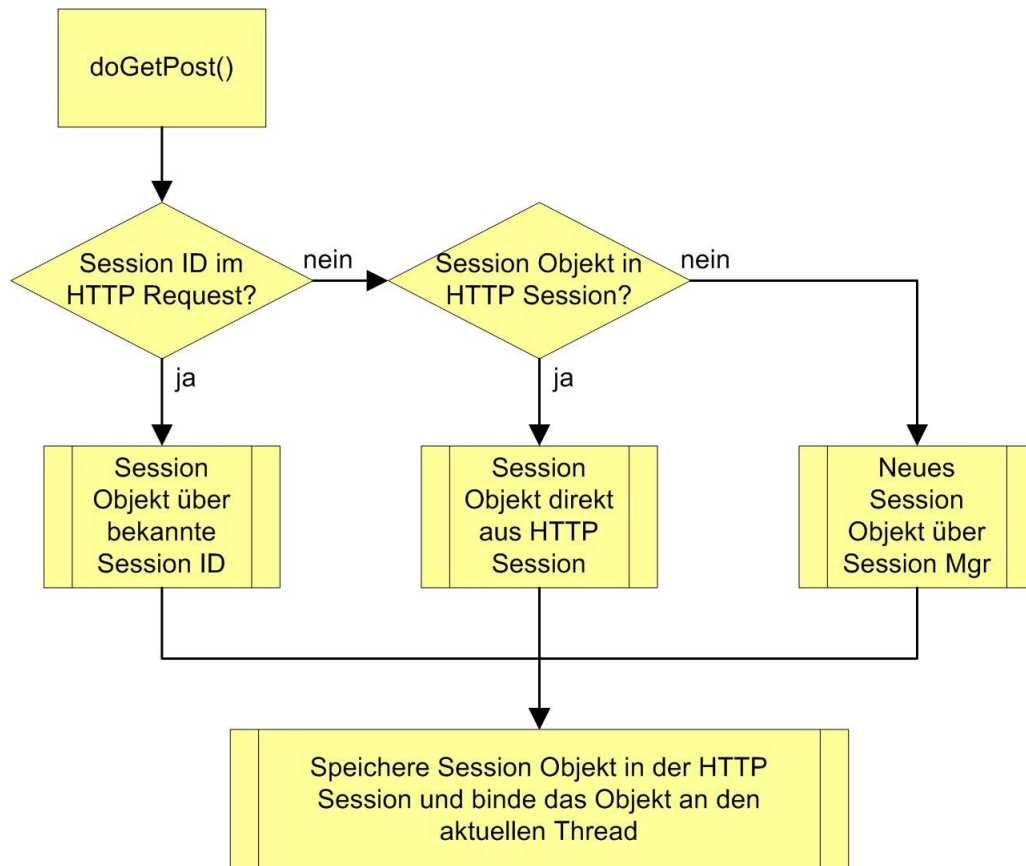 doGetPost()
Session ID im
HTTP Request?
nein
Session Objekt in
HTTP Session?
nein
ja
ja
Session
Objekt über
bekannte
Session ID
Session
Objekt direkt
aus HTTP
Session
Neues
Session
Objekt über
Session Mgr
Speichere Session Objekt in der HTTP
Session und binde das Objekt an den
aktuellen Thread